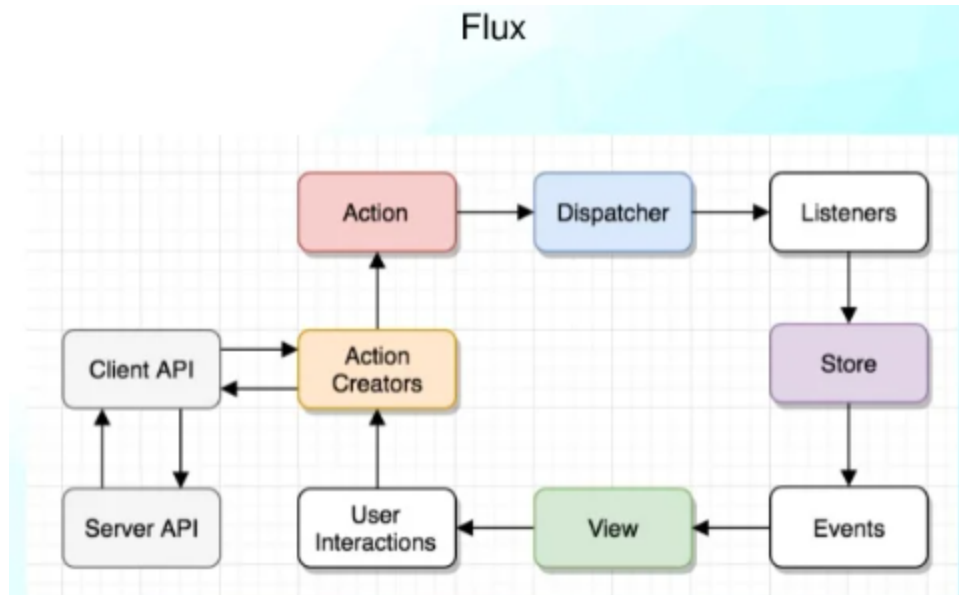 Flux
Action
Dispatcher
Listeners
Client API
Action
Creators
Store
Server API
User
Interactions
View
Events